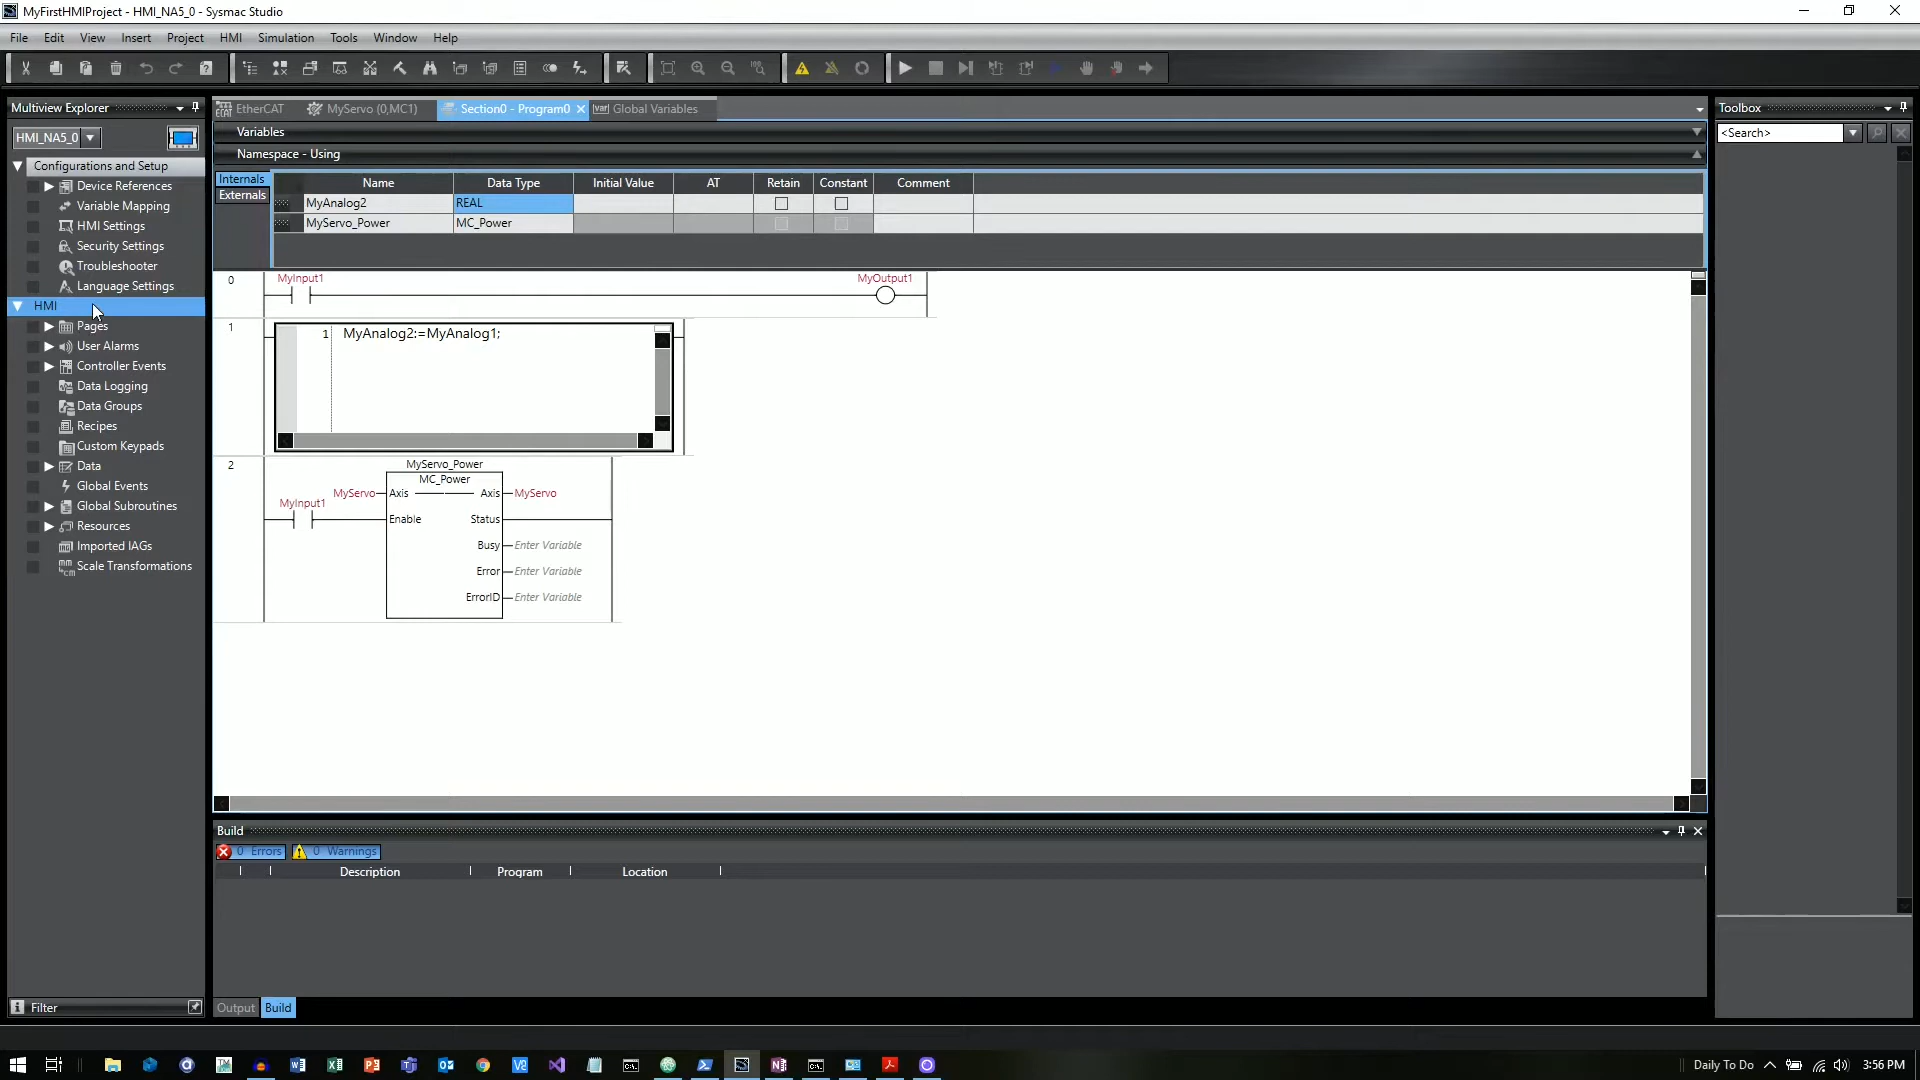 MyFirstHMIProject - HMI_NA5_0 - Sysmac Studio
File Edit View Insert Project HMI Simulation Tools Window Help
Multiview Explorer
HMI_NA5_0
Configurations and Setup
Device References
Variable Mapping
HMI Settings
Security Settings
Troubleshooter
Language Settings
HMI
Pages
User Alarms
Controller Events
Data Logging
Data Groups
Recipes
Custom Keypads
Data
Global Events
Global Subroutines
Resources
Imported IAGs
Scale Transformations
Filter
EtherCAT MyServo (0,MC1) Section0 - Program0 Global Variables
Variables
Namespace - Using
Internals
Externals
Name Data Type Initial Value AT Retain Constant Comment
MyAnalog2 REAL
MyServo_Power MC_Power
0 MyInput1 MyOutput1
1
1 MyAnalog2:=MyAnalog1;
2 MyServo_Power
MC_Power
MyServo Axis Axis MyServo
MyInput1
Enable Status
Busy Enter Variable
Error Enter Variable
ErrorID Enter Variable
Build
0 Errors 0 Warnings
Description Program Location
Output Build
Toolbox
<Search>
Daily To Do 3:56 PM